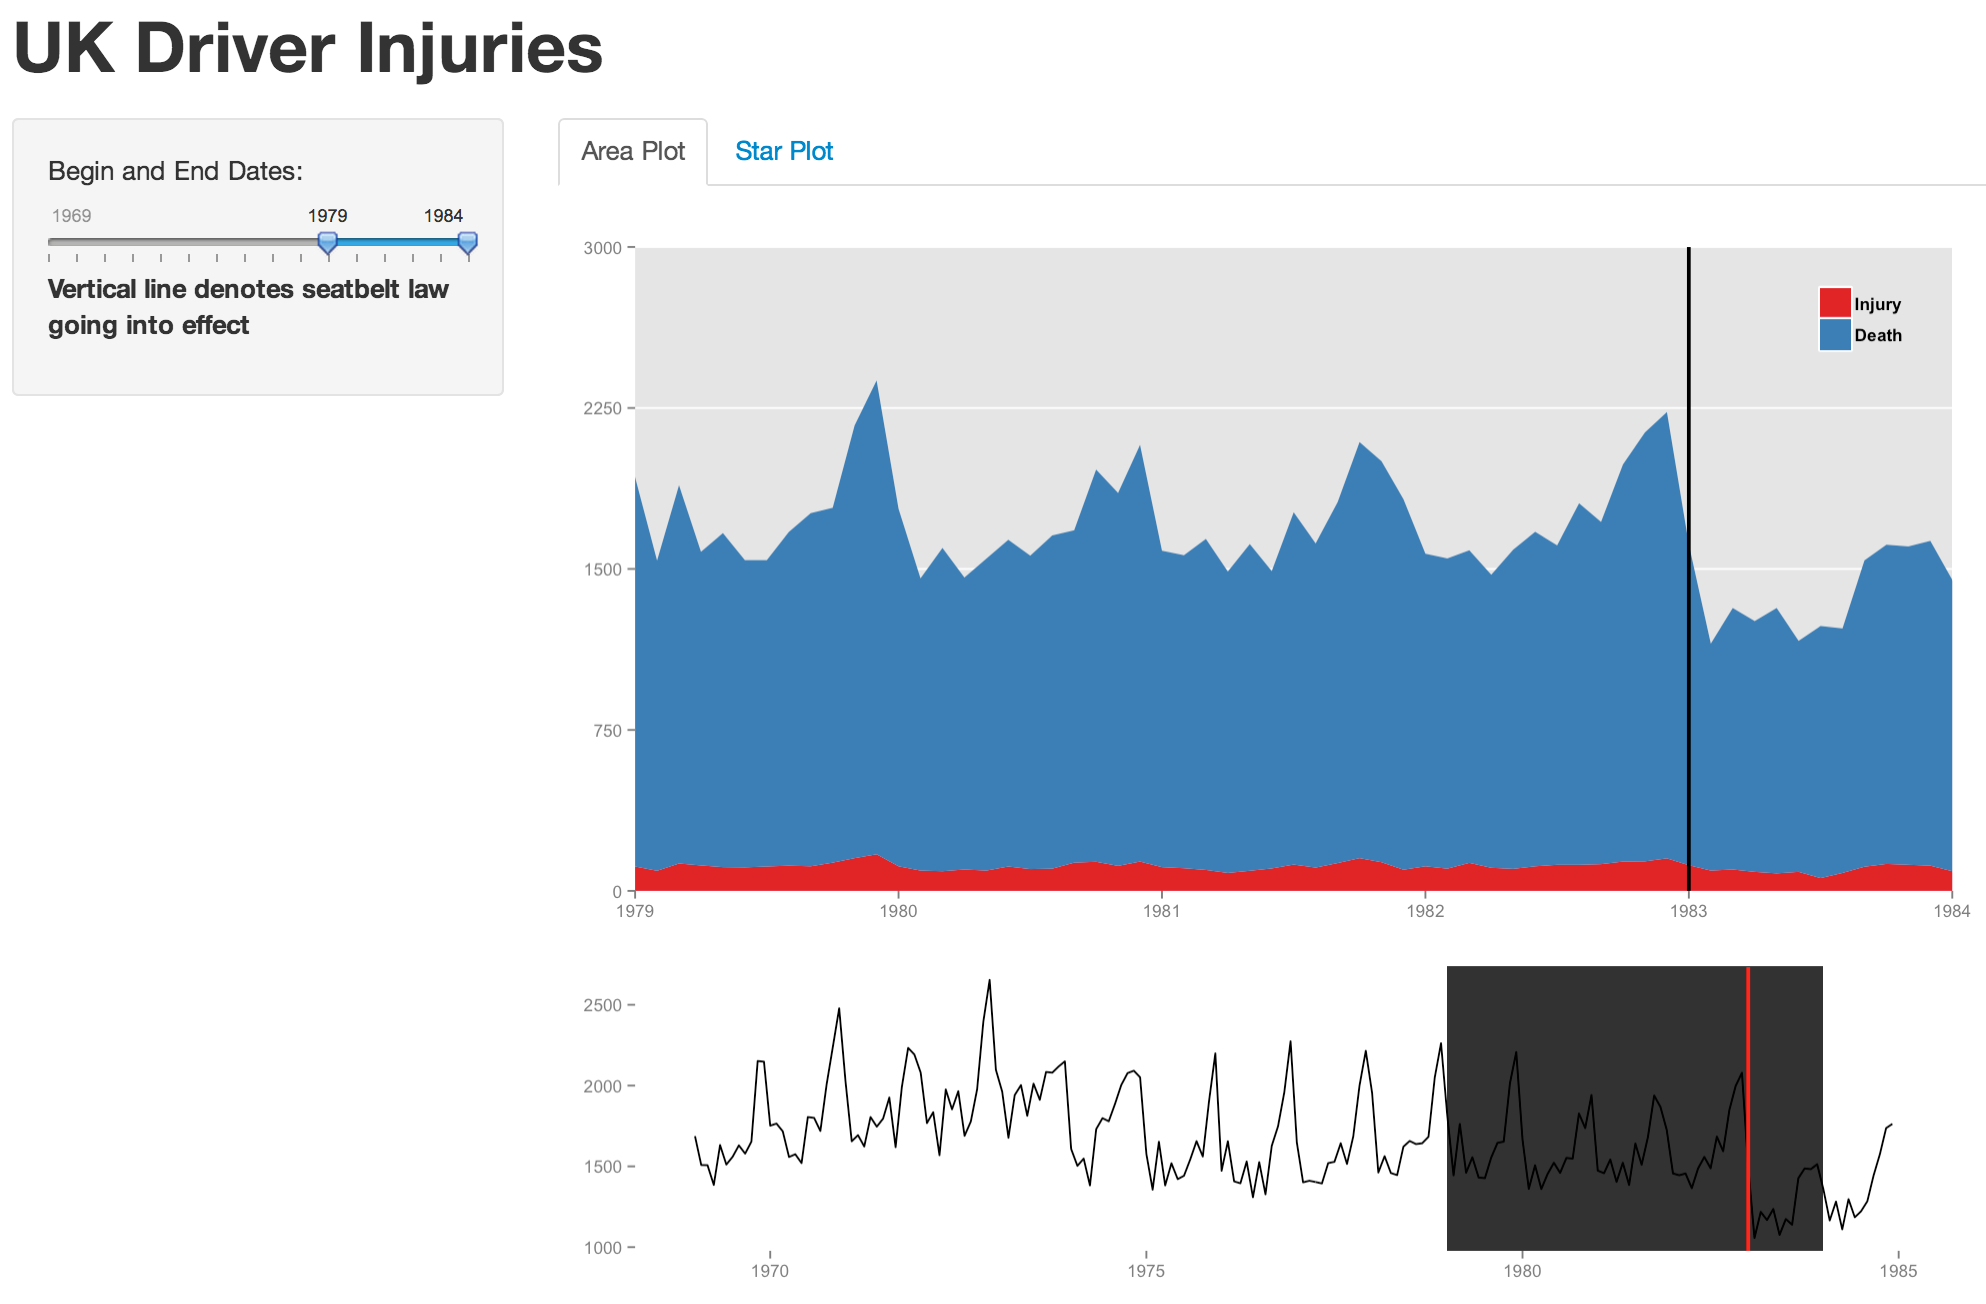 UK Driver Injuries
Begin and End Dates:
1969 1979 1984
Vertical line denotes seatbelt law
going into effect
Area Plot Star Plot
3000
Injury
Death
2250
1500
750
0
1979 1980 1981 1982 1983 1984
2500
2000
1500
1000
1970 1975 1980 1985